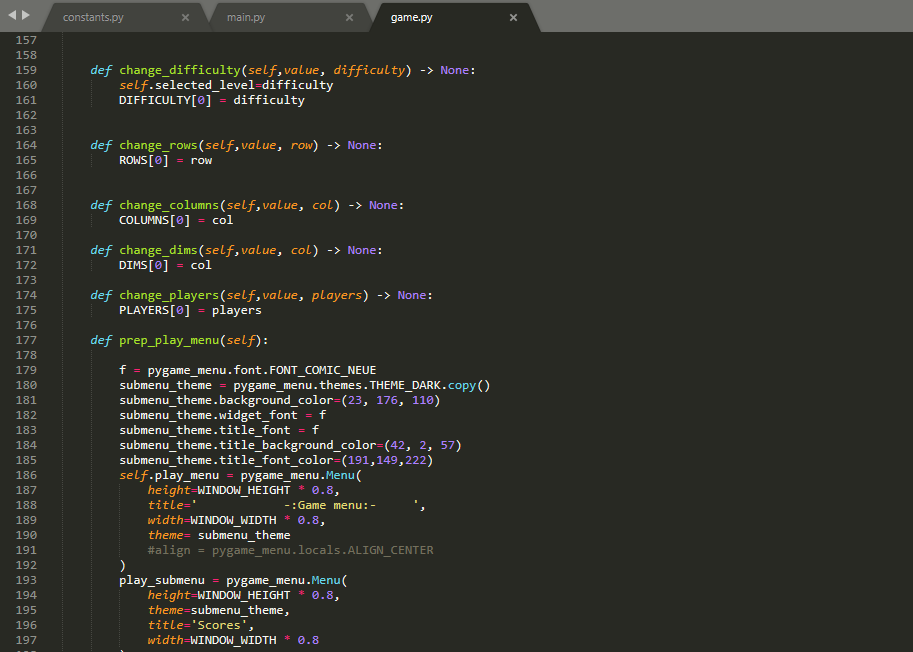 constants.py × main.py × game.py ×
157
158
159 def change_difficulty(self,value, difficulty) -> None:
160 self.selected_level=difficulty
161 DIFFICULTY[0] = difficulty
162
163
164 def change_rows(self,value, row) -> None:
165 ROWS[0] = row
166
167
168 def change_columns(self,value, col) -> None:
169 COLUMNS[0] = col
170
171 def change_dims(self,value, col) -> None:
172 DIMS[0] = col
173
174 def change_players(self,value, players) -> None:
175 PLAYERS[0] = players
176
177 def prep_play_menu(self):
178
179 f = pygame_menu.font.FONT_COMIC_NEUE
180 submenu_theme = pygame_menu.themes.THEME_DARK.copy()
181 submenu_theme.background_color=(23, 176, 110)
182 submenu_theme.widget_font = f
183 submenu_theme.title_font = f
184 submenu_theme.title_background_color=(42, 2, 57)
185 submenu_theme.title_font_color=(191,149,222)
186 self.play_menu = pygame_menu.Menu(
187 height=WINDOW_HEIGHT * 0.8,
188 title='            -:Game menu:-     ',
189 width=WINDOW_WIDTH * 0.8,
190 theme= submenu_theme
191 #align = pygame_menu.locals.ALIGN_CENTER
192 )
193 play_submenu = pygame_menu.Menu(
194 height=WINDOW_HEIGHT * 0.8,
195 theme=submenu_theme,
196 title='Scores',
197 width=WINDOW_WIDTH * 0.8